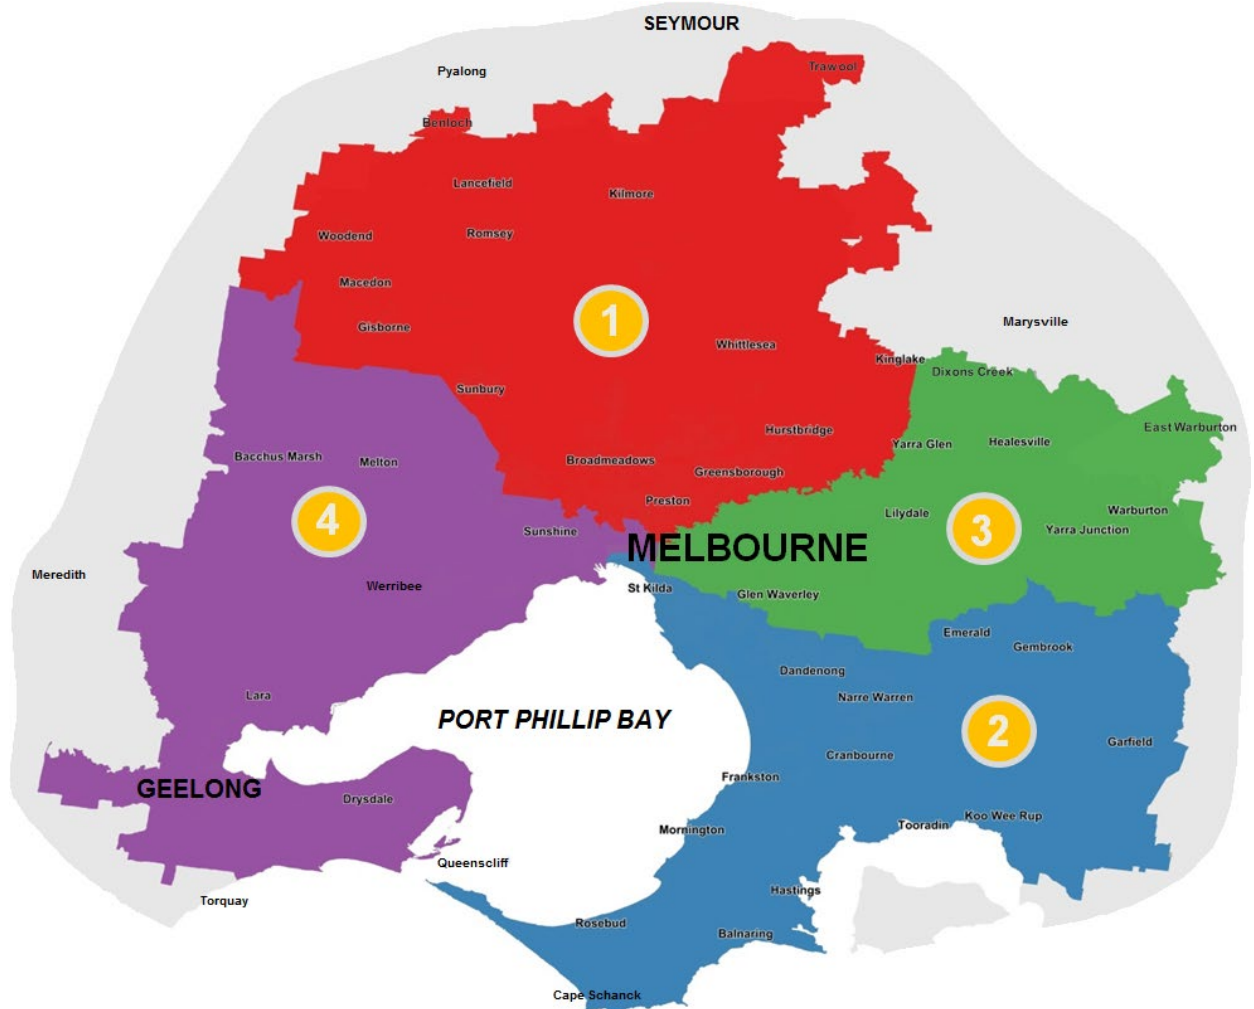 SEYMOUR
Trawool
Pyalong
Benloch
Lancefield
Kilmore
Woodend
Romsey
Macedon
1
Gisborne
Marysville
Whittlesea
Kinglake
Dixons Creek
Sunbury
Hurstbridge
East Warburton
Yarra Glen
Healesville
Bacchus Marsh
Melton
Broadmeadows
Greensborough
Preston
Lilydale
Warburton
4
3
Yarra Junction
Sunshine
MELBOURNE
Meredith
Werribee
St Kilda
Glen Waverley
Emerald
Gembrook
Dandenong
Lara
Narre Warren
PORT PHILLIP BAY
2
Garfield
Cranbourne
Frankston
GEELONG
Drysdale
Koo Wee Rup
Tooradin
Mornington
Queenscliff
Hastings
Torquay
Rosebud
Balnaring
Cape Schanck